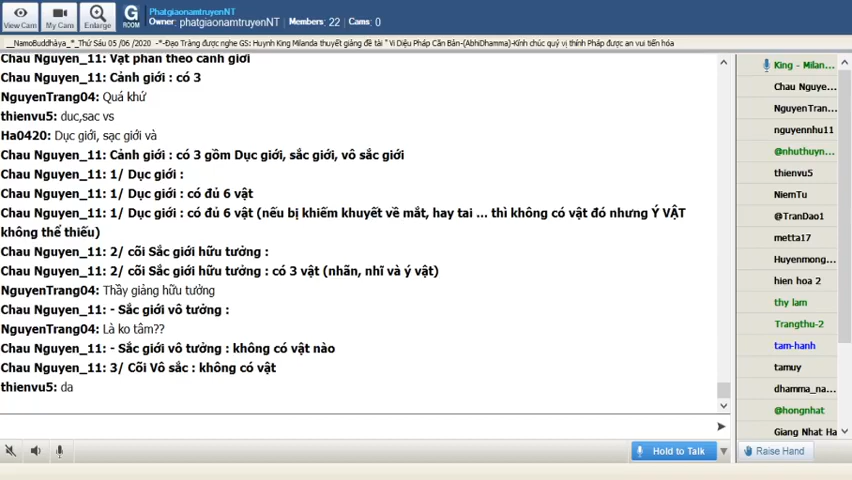 View Cam
My Cam
Enlarge
G
ROOM
PhatgiaonamtruyenNT
Owner: phatgiaonamtruyenNT Members: 22 Cams: 0
__NamoBuddhàya_*_Thứ Sáu 05 /06 /2020 -*-Đạo Tràng được nghe GS: Huynh King Milanda thuyết giảng đề tài " Vi Diệu Pháp Căn Bản-(AbhiDhamma)-Kính chúc quý vị thính Pháp được an vui tiến hóa
Chau Nguyen_11: Vật phân theo cảnh giới
Chau Nguyen_11: Cảnh giới : có 3
NguyenTrang04: Quá khứ
thienvu5: duc,sac vs
Ha0420: Dục giới, sạc giới và
Chau Nguyen_11: Cảnh giới : có 3 gồm Dục giới, sắc giới, vô sắc giới
Chau Nguyen_11: 1/ Dục giới :
Chau Nguyen_11: 1/ Dục giới : có đủ 6 vật
Chau Nguyen_11: 1/ Dục giới : có đủ 6 vật (nếu bị khiếm khuyết về mắt, hay tai ... thì không có vật đó nhưng Ý VẬT
không thể thiếu)
Chau Nguyen_11: 2/ cõi Sắc giới hữu tưởng :
Chau Nguyen_11: 2/ cõi Sắc giới hữu tưởng : có 3 vật (nhãn, nhĩ và ý vật)
NguyenTrang04: Thầy giảng hữu tưởng
Chau Nguyen_11: - Sắc giới vô tưởng :
NguyenTrang04: Là ko tâm??
Chau Nguyen_11: - Sắc giới vô tưởng : không có vật nào
Chau Nguyen_11: 3/ Cõi Vô sắc : không có vật
thienvu5: da
King - Milan...
Chau Nguye...
NguyenTran...
nguyennhu11
@nhuthuyn...
thienvu5
NiemTu
@TranDao1
metta17
Huyenmong...
hien hoa 2
thy lam
Trangthu-2
tam-hanh
tamuy
dhamma_na...
@hongnhat
Giang Nhat Ha
Hold to Talk
Raise Hand